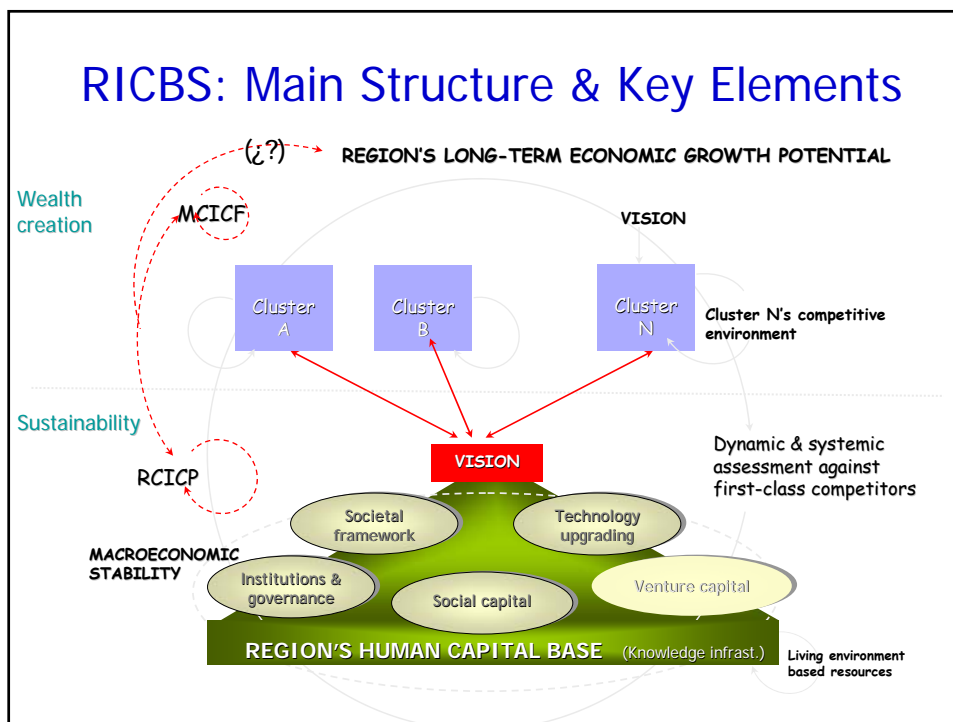 RICBS: Main Structure & Key Elements
(¿?)
REGION'S LONG-TERM ECONOMIC GROWTH POTENTIAL
Wealth
creation
MCICF
VISION
Cluster
A
Cluster
B
Cluster
N
Cluster N's competitive
environment
Sustainability
VISION
RCICP
Dynamic & systemic
assessment against
first-class competitors
Societal
framework
Technology
upgrading
MACROECONOMIC
STABILITY
Institutions &
governance
Social capital
Venture capital
REGION'S HUMAN CAPITAL BASE (Knowledge infrast.)
Living environment
based resources